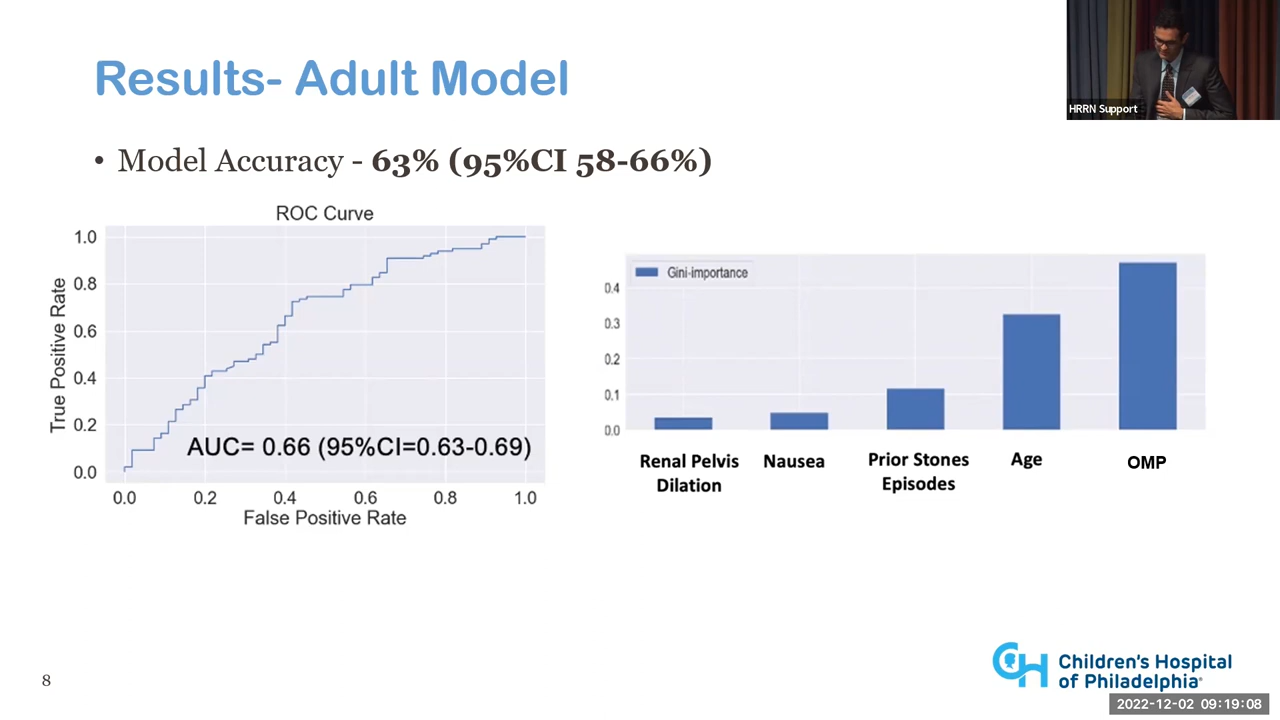 Results- Adult Model
HRRN Support
• Model Accuracy - 63% (95%CI 58-66%)
ROC Curve
True Positive Rate
1.0
0.8
0.6
0.4
0.2
0.0
AUC= 0.66 (95%CI=0.63-0.69)
0.0 0.2 0.4 0.6 0.8 1.0
False Positive Rate
Gini-importance
0.4
0.3
0.2
0.1
0.0
Renal Pelvis
Dilation
Nausea
Prior Stones
Episodes
Age
OMP
8
CH
Children's Hospital
of Philadelphia
2022-12-02 09:19:08